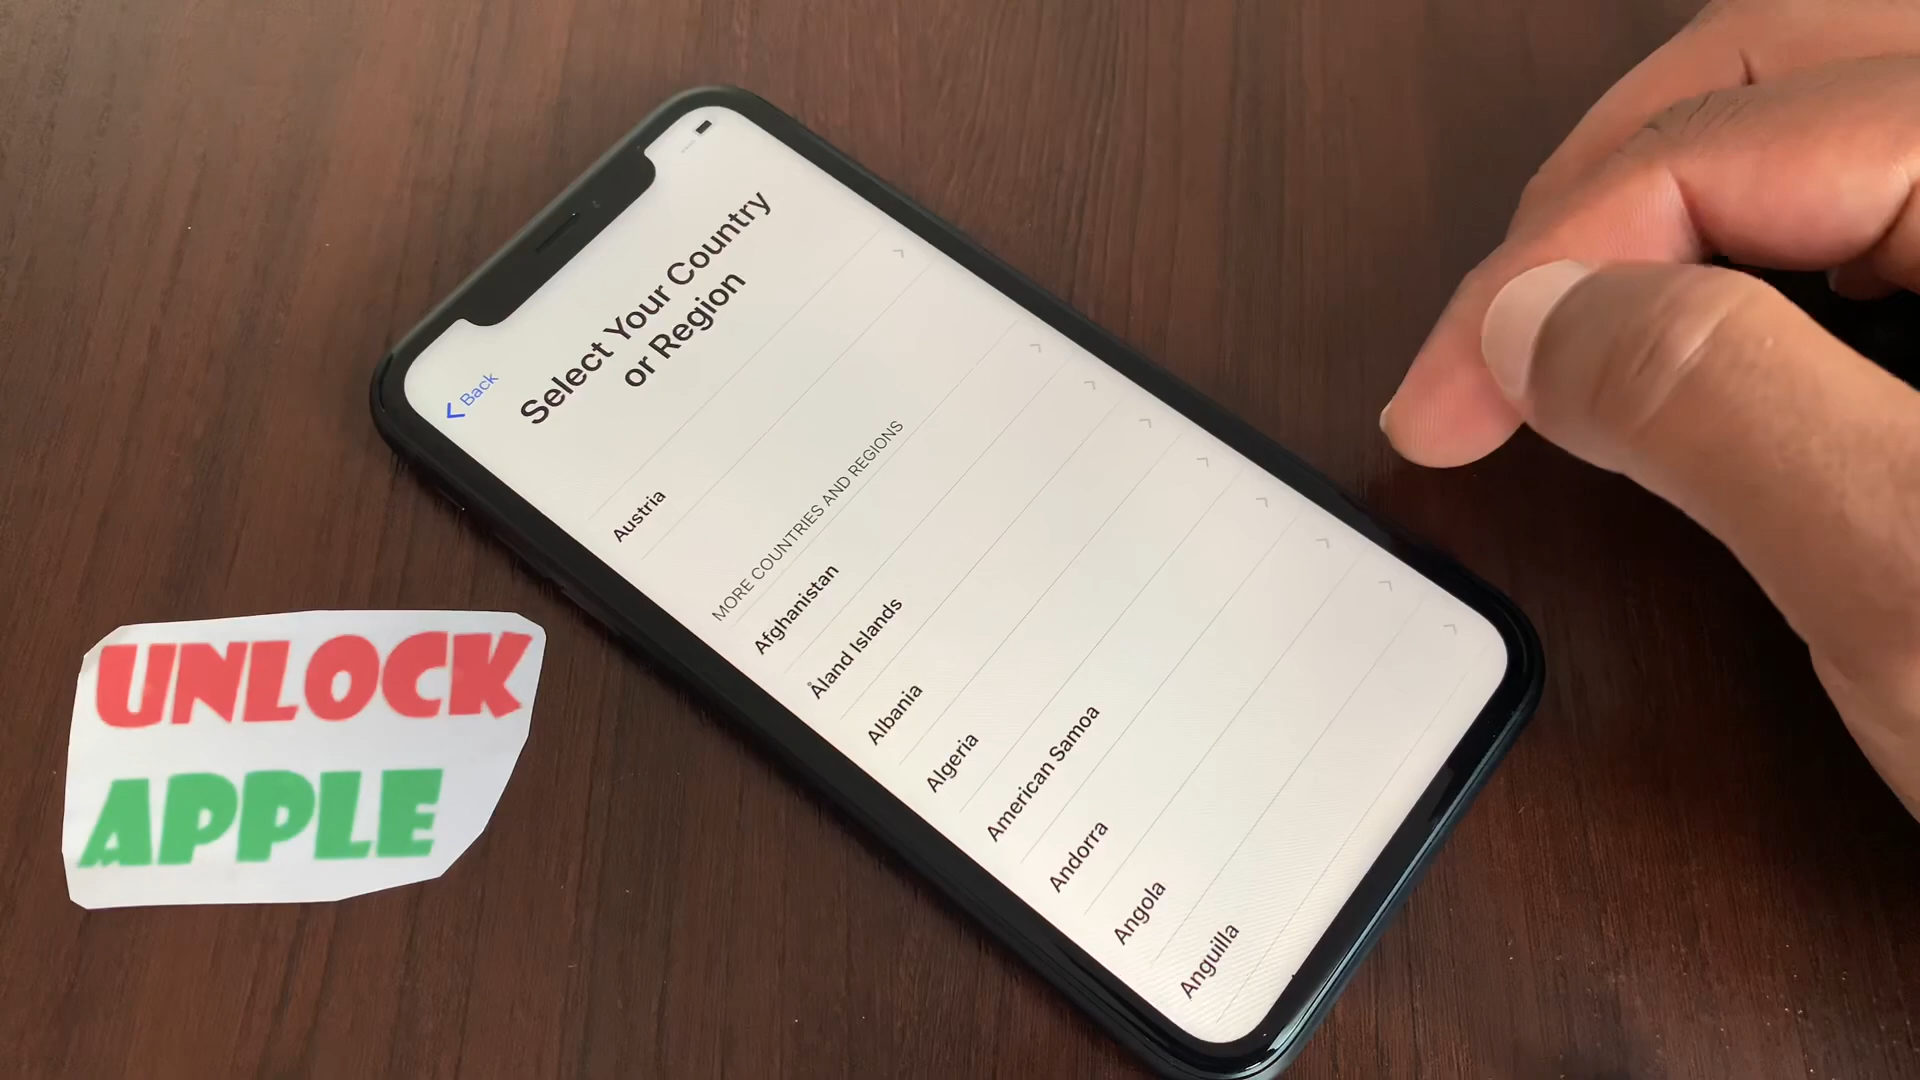 Back
Select Your Country
or Region
Austria
MORE COUNTRIES AND REGIONS
Afghanistan
Åland Islands
Albania
Algeria
American Samoa
Andorra
Angola
Anguilla
UNLOCK
APPLE